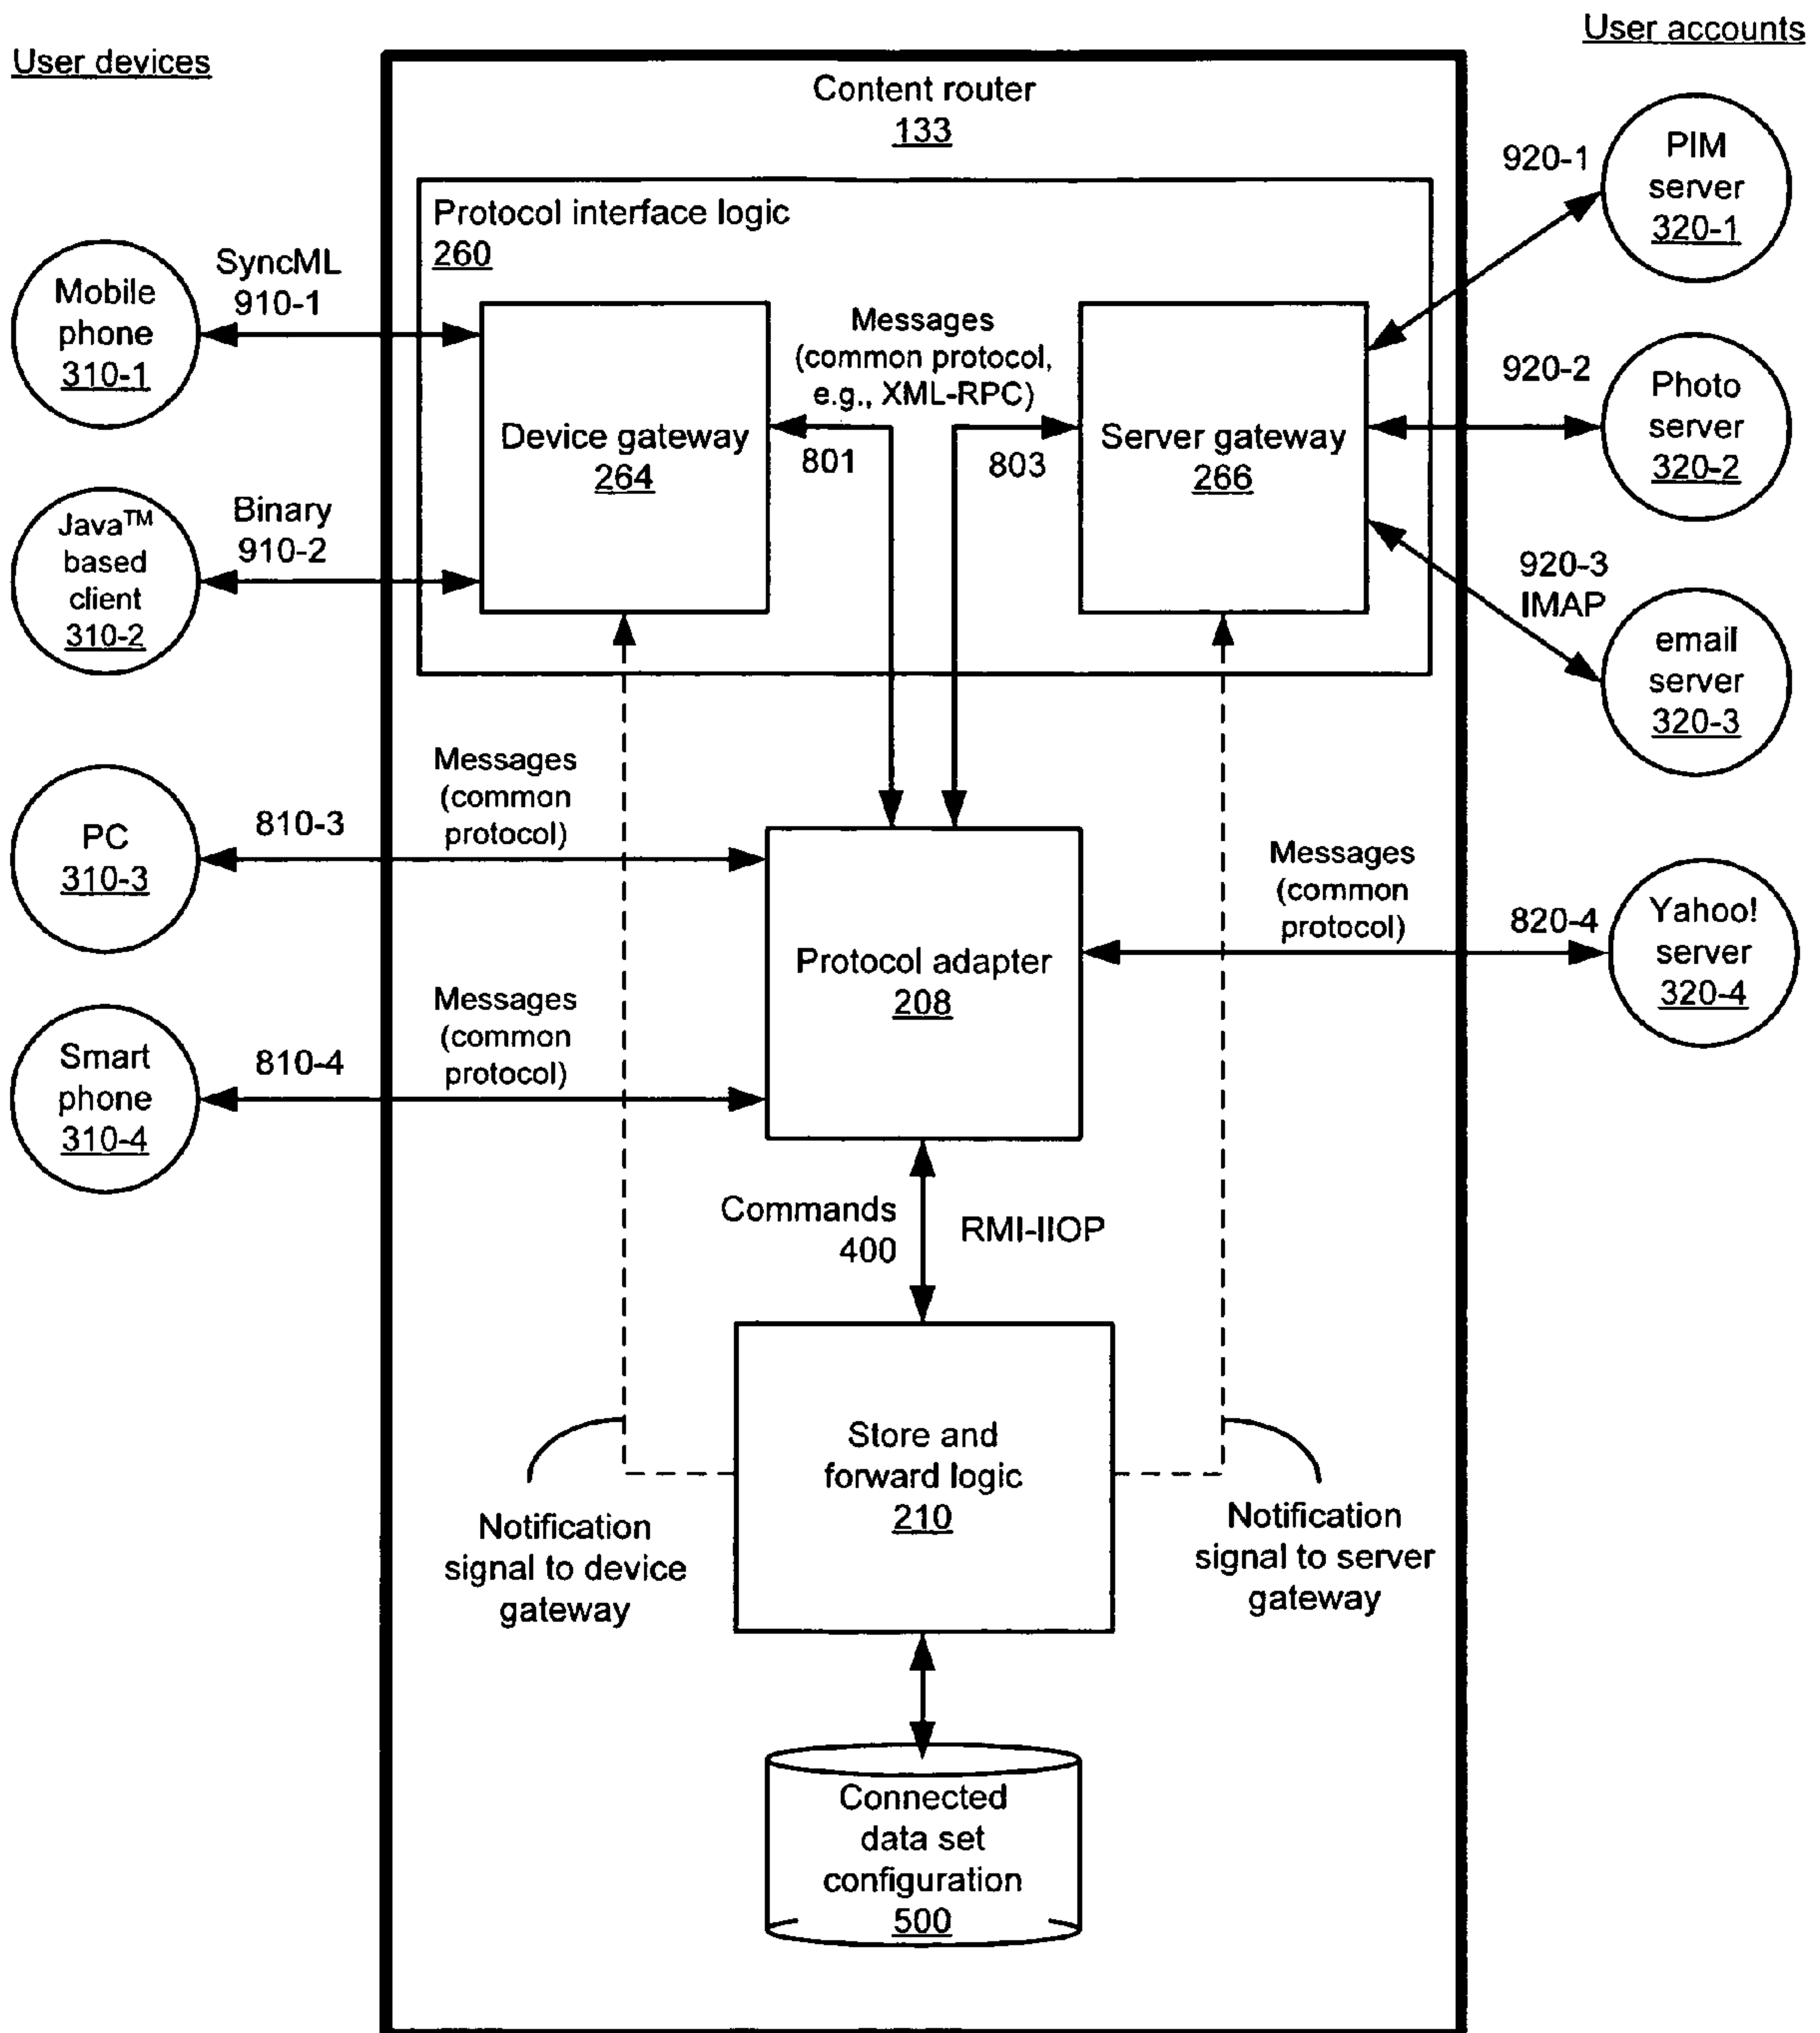 User devices
User accounts
Content router
133
Protocol interface logic
260
Mobile
phone
310-1
SyncML
910-1
Device gateway
264
Messages
(common protocol,
e.g., XML-RPC)
801
803
Server gateway
266
920-1
PIM
server
320-1
920-2
Photo
server
320-2
Java™
based
client
310-2
Binary
910-2
920-3
IMAP
email
server
320-3
PC
310-3
810-3
Messages
(common
protocol)
Protocol adapter
208
Messages
(common
protocol)
820-4
Yahoo!
server
320-4
Smart
phone
310-4
810-4
Messages
(common
protocol)
Commands
400
RMI-IIOP
Store and
forward logic
210
Notification
signal to device
gateway
Notification
signal to server
gateway
Connected
data set
configuration
500